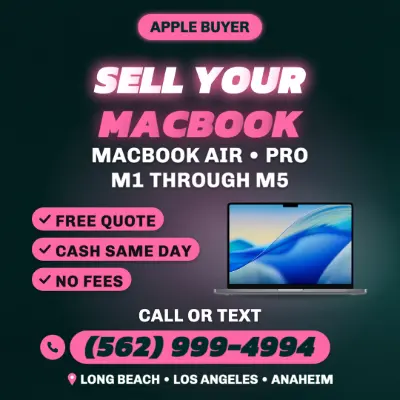 APPLE BUYER
SELL YOUR
MACBOOK
MACBOOK AIR • PRO
M1 THROUGH M5
FREE QUOTE
CASH SAME DAY
NO FEES
CALL OR TEXT
(562) 999-4994
LONG BEACH • LOS ANGELES • ANAHEIM